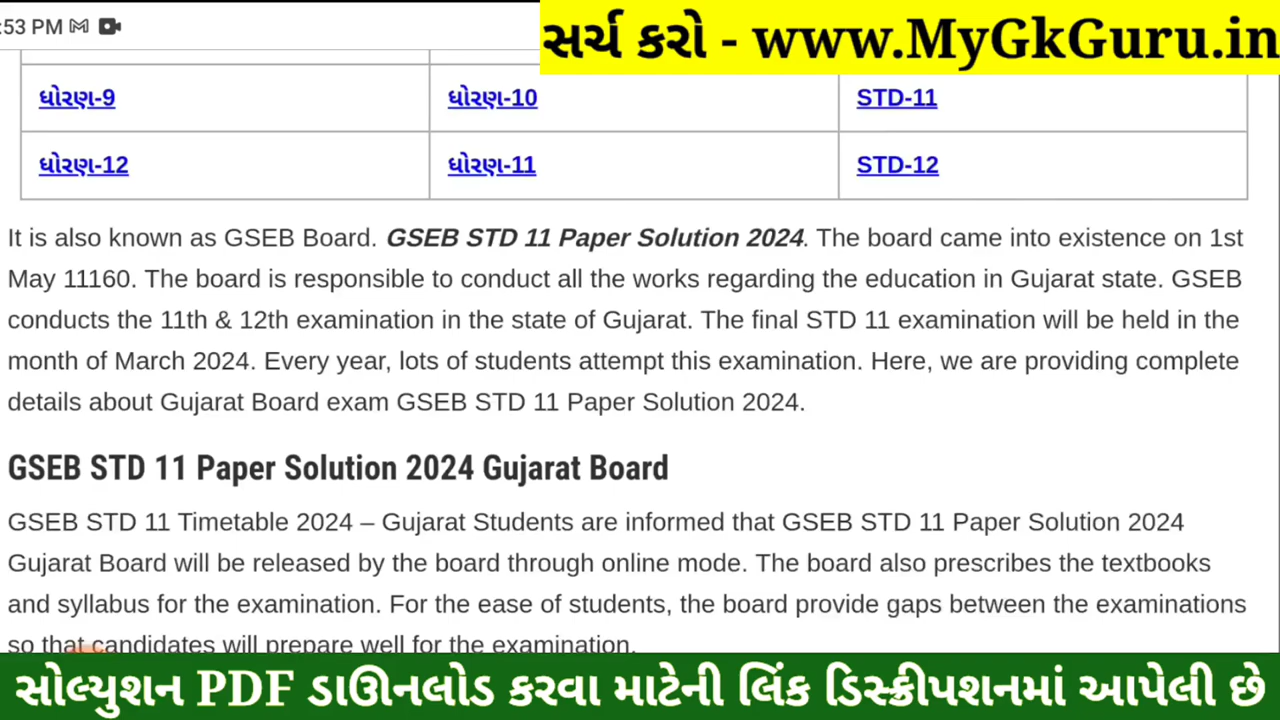 :53 PM
સર્ચ કરો - www.MyGkGuru.in
ધોરણ-9 ધોરણ-10 STD-11
ધોરણ-12 ધોરણ-11 STD-12
It is also known as GSEB Board. GSEB STD 11 Paper Solution 2024. The board came into existence on 1st
May 11160. The board is responsible to conduct all the works regarding the education in Gujarat state. GSEB
conducts the 11th & 12th examination in the state of Gujarat. The final STD 11 examination will be held in the
month of March 2024. Every year, lots of students attempt this examination. Here, we are providing complete
details about Gujarat Board exam GSEB STD 11 Paper Solution 2024.
GSEB STD 11 Paper Solution 2024 Gujarat Board
GSEB STD 11 Timetable 2024 – Gujarat Students are informed that GSEB STD 11 Paper Solution 2024
Gujarat Board will be released by the board through online mode. The board also prescribes the textbooks
and syllabus for the examination. For the ease of students, the board provide gaps between the examinations
so that candidates will prepare well for the examination.
સોલ્યુશન PDF ડાઊનલોડ કરવા માટેની લિંક ડિસ્ક્રીપશનમાં આપેલી છે